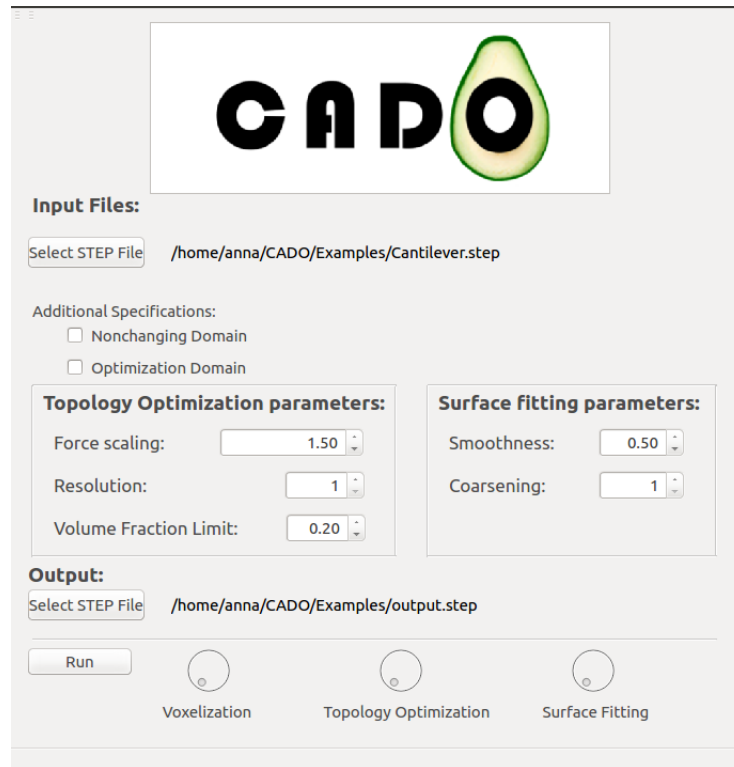 CADO
Input Files:
Select STEP File /home/anna/CADO/Examples/Cantilever.step
Additional Specifications:
Nonchanging Domain
Optimization Domain
Topology Optimization parameters:
Force scaling: 1.50
Resolution: 1
Volume Fraction Limit: 0.20
Surface fitting parameters:
Smoothness: 0.50
Coarsening: 1
Output:
Select STEP File /home/anna/CADO/Examples/output.step
Run
Voxelization Topology Optimization Surface Fitting